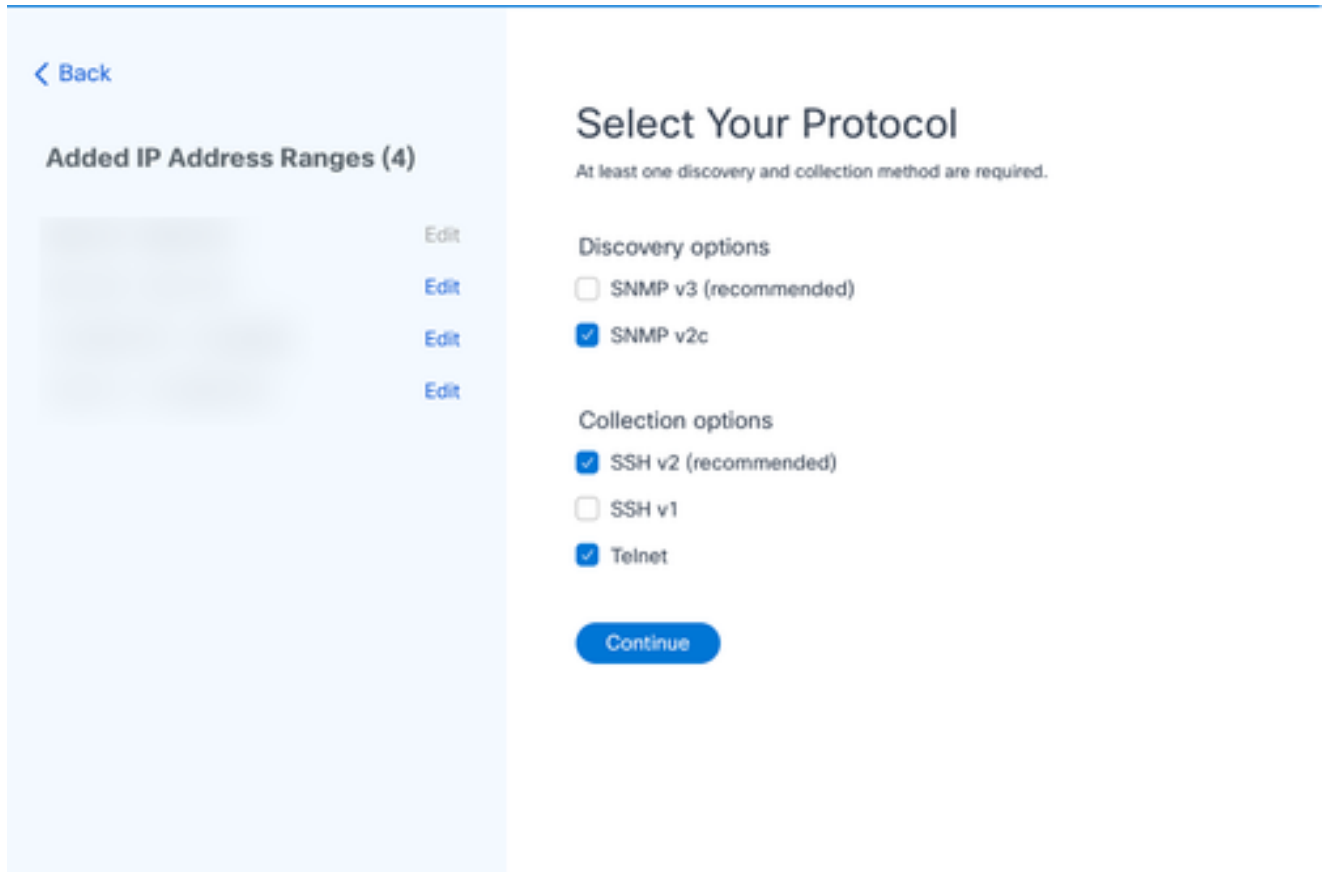 Back
Added IP Address Ranges (4)
Edit
Edit
Edit
Edit
Select Your Protocol
At least one discovery and collection method are required.
Discovery options
SNMP v3 (recommended)
SNMP v2c
Collection options
SSH v2 (recommended)
SSH v1
Telnet
Continue